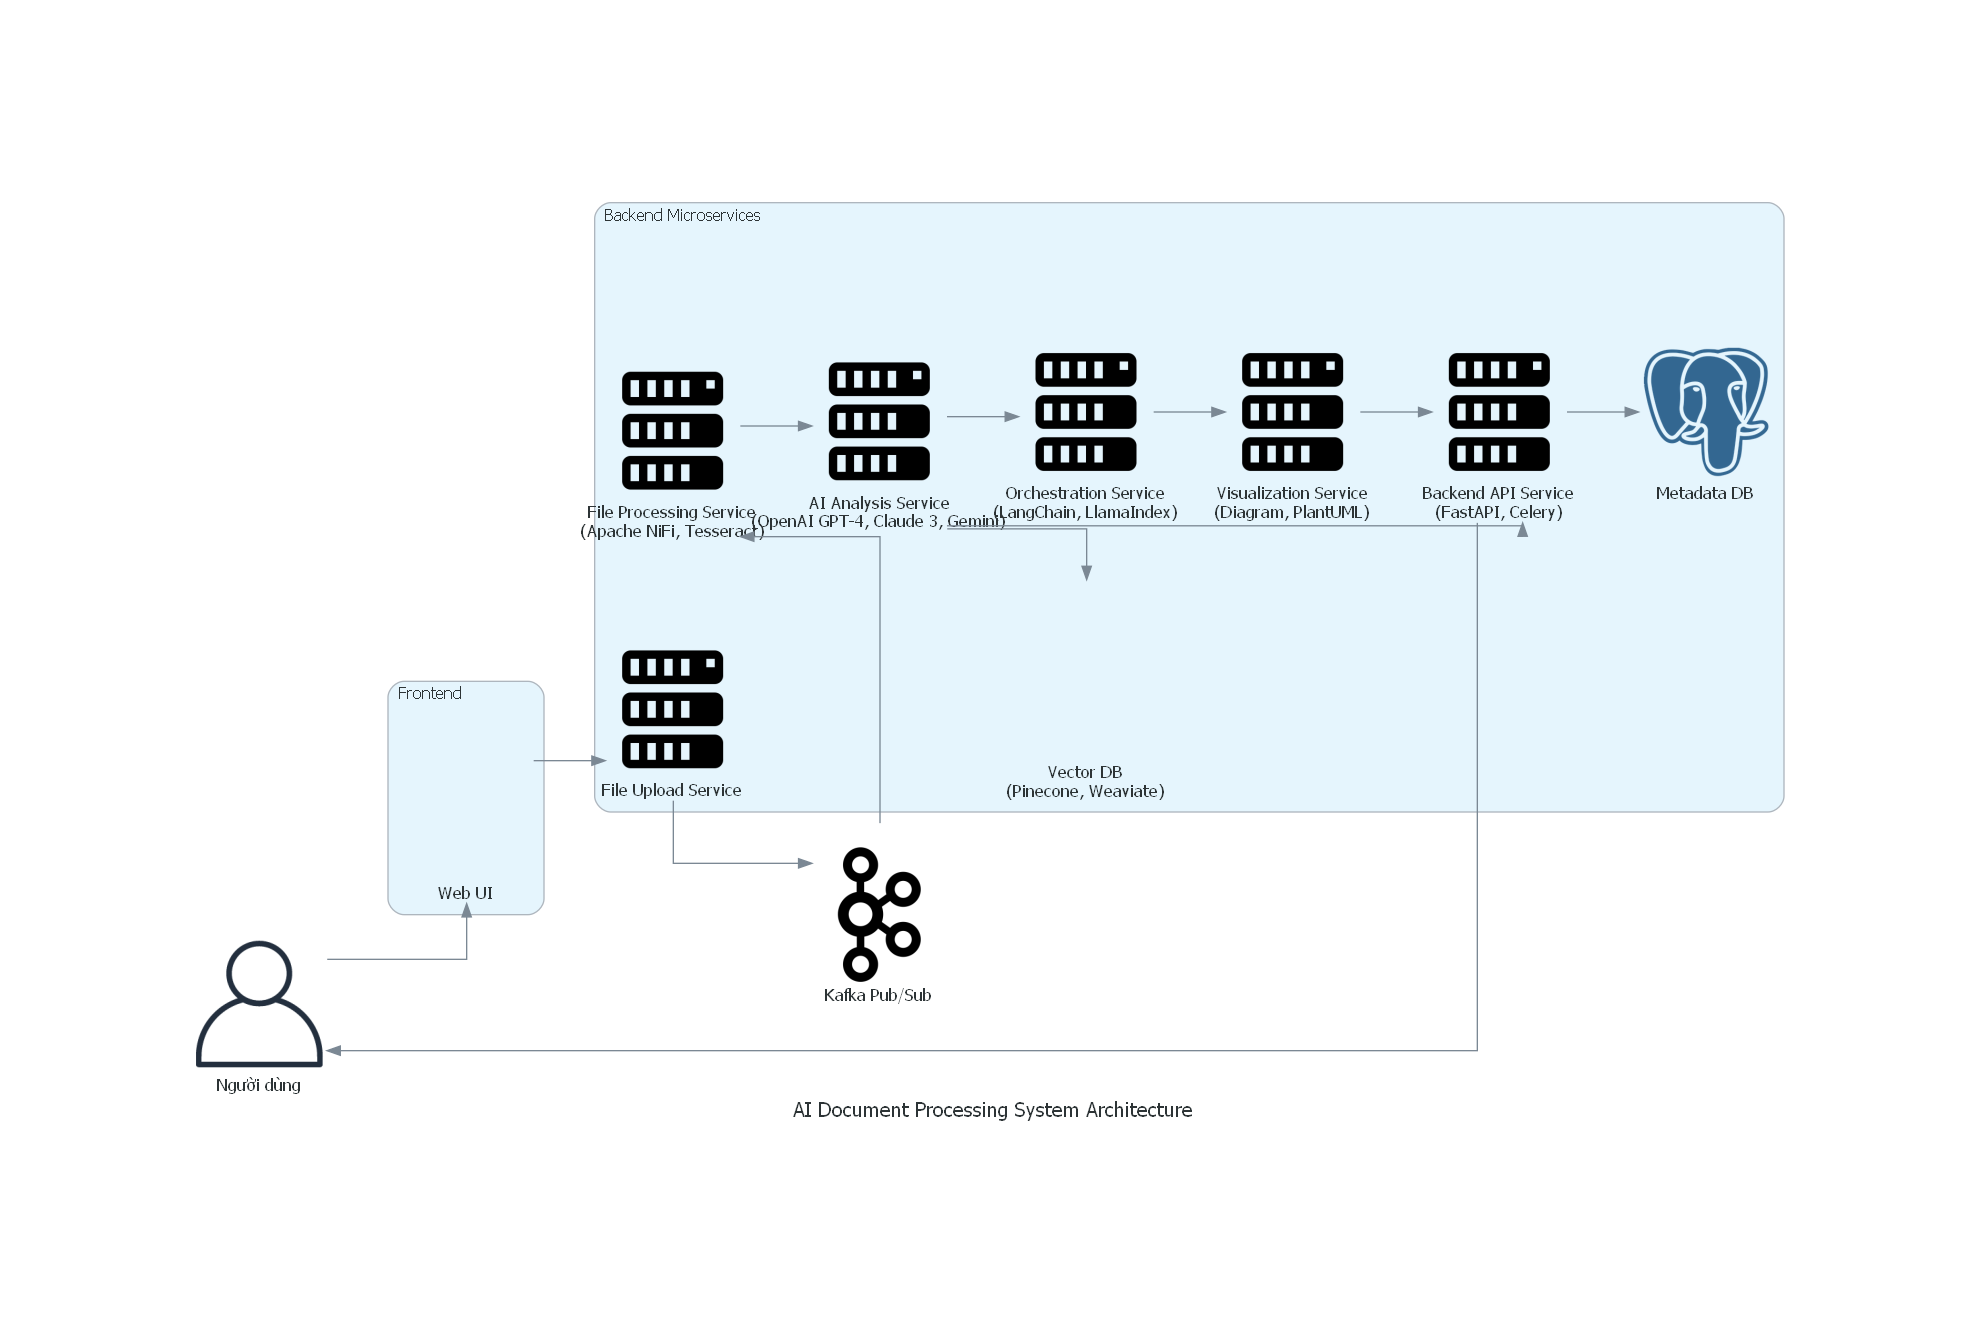 Backend Microservices
File Processing Service
(Apache NiFi, Tesseract)
AI Analysis Service
(OpenAI GPT-4, Claude 3, Gemini)
Orchestration Service
(LangChain, LlamaIndex)
Visualization Service
(Diagram, PlantUML)
Backend API Service
(FastAPI, Celery)
Metadata DB
Frontend
Web UI
File Upload Service
Vector DB
(Pinecone, Weaviate)
Kafka Pub/Sub
Người dùng
AI Document Processing System Architecture